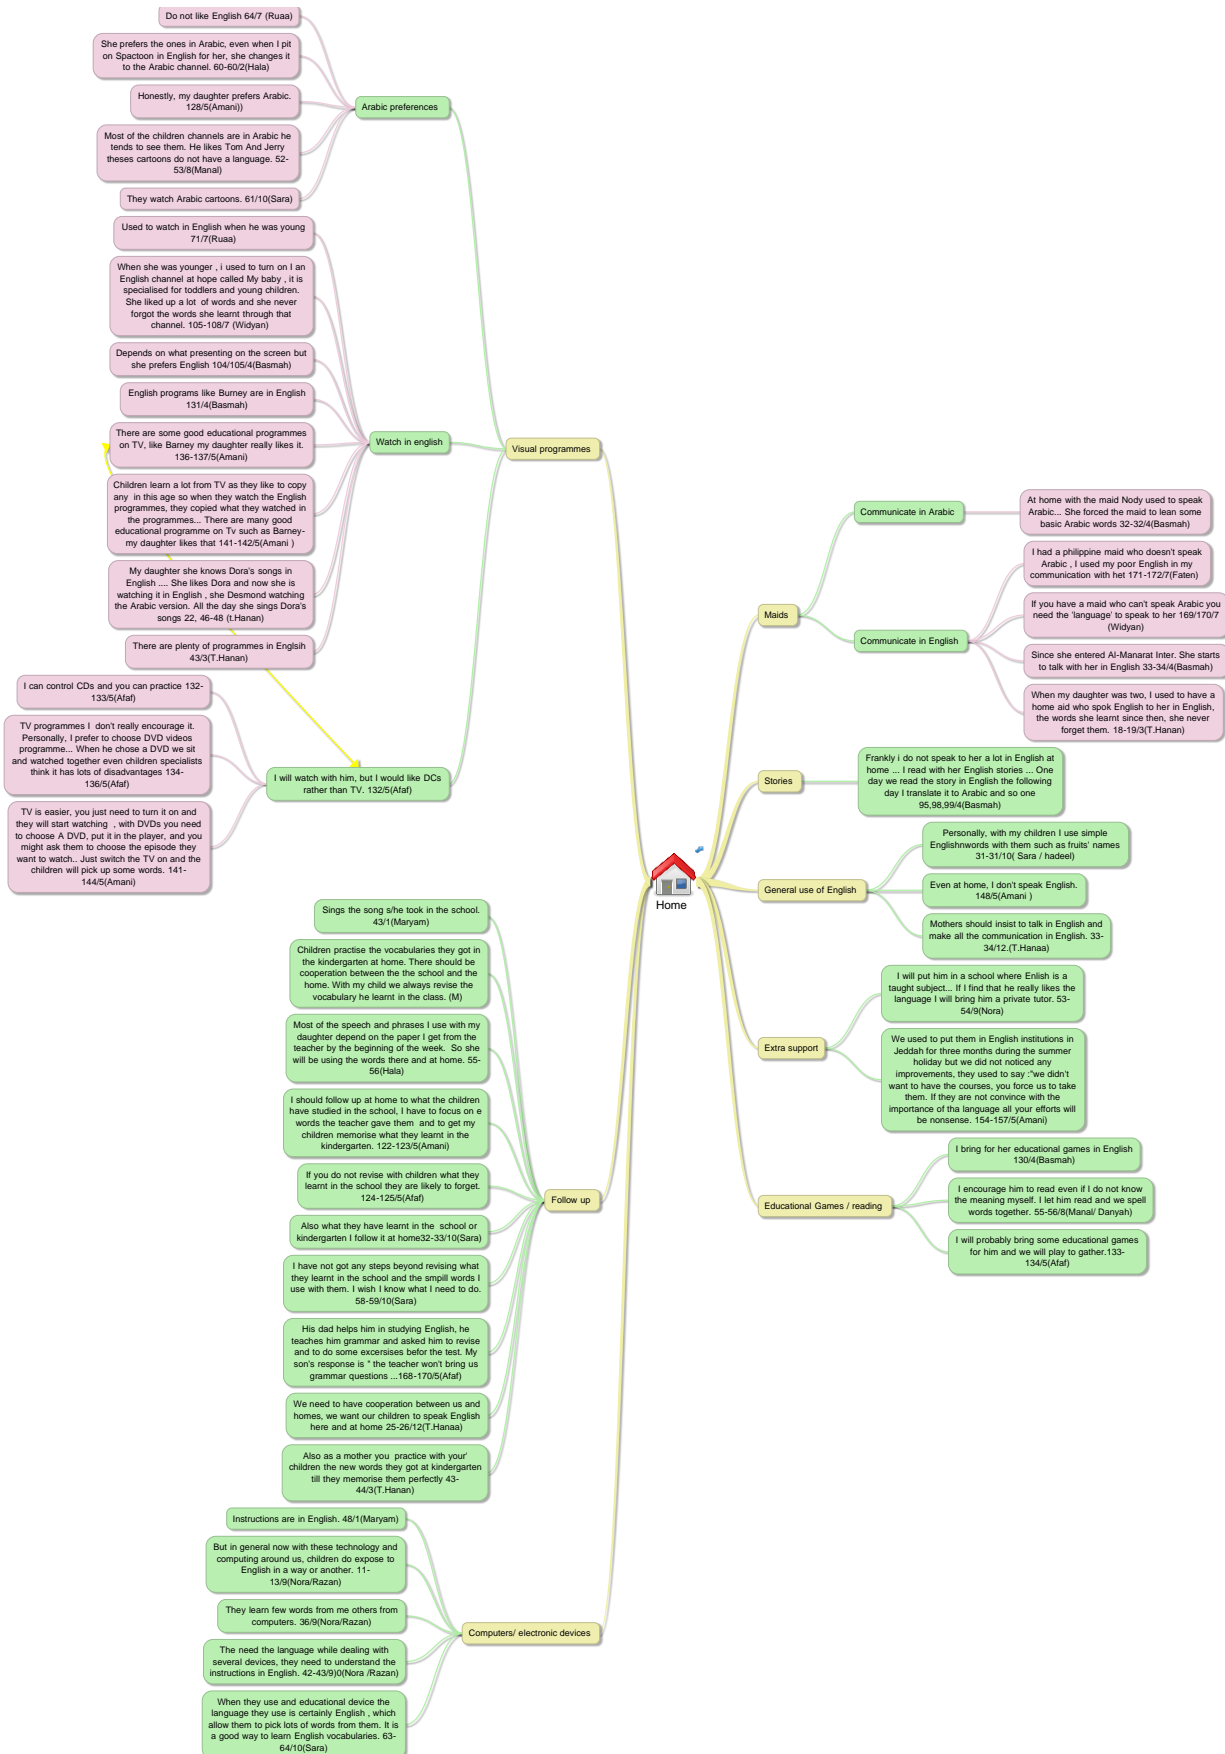 Do not like English 64/7 (Ruaa)
She prefers the ones in Arabic, even when I pit
on Spactoon in English for her, she changes it
to the Arabic channel. 60-60/2(Hala)
Honestly, my daughter prefers Arabic.
128/5(Amani))
Most of the children channels are in Arabic he
tends to see them. He likes Tom And Jerry
theses cartoons do not have a language. 52-
53/8(Manal)
They watch Arabic cartoons. 61/10(Sara)
Arabic preferences
Used to watch in English when he was young
71/7(Ruaa)
When she was younger , i used to turn on I an
English channel at hope called My baby , it is
specialised for toddlers and young children.
She liked up a lot  of words and she never
forgot the words she learnt through that
channel. 105-108/7 (Widyan)
Depends on what presenting on the screen but
she prefers English 104/105/4(Basmah)
English programs like Burney are in English
131/4(Basmah)
There are some good educational programmes
on TV, like Barney my daughter really likes it.
136-137/5(Amani)
Children learn a lot from TV as they like to copy
any  in this age so when they watch the English
programmes, they copied what they watched in
the programmes... There are many good
educational programme on Tv such as Barney-
my daughter likes that 141-142/5(Amani )
My daughter she knows Dora's songs in
English .... She likes Dora and now she is
watching it in English , she Desmond watching
the Arabic version. All the day she sings Dora's
songs 22, 46-48 (t.Hanan)
There are plenty of programmes in Englsih
43/3(T.Hanan)
Watch in english
I can control CDs and you can practice 132-
133/5(Afaf)
TV programmes I  don't really encourage it.
Personally, I prefer to choose DVD videos
programme... When he chose a DVD we sit
and watched together even children specialists
think it has lots of disadvantages 134-
136/5(Afaf)
TV is easier, you just need to turn it on and
they will start watching  , with DVDs you need
to choose A DVD, put it in the player, and you
might ask them to choose the episode they
want to watch.. Just switch the TV on and the
children will pick up some words. 141-
144/5(Amani)
I will watch with him, but I would like DCs
rather than TV. 132/5(Afaf)
Visual programmes
Sings the song s/he took in the school.
43/1(Maryam)
Children practise the vocabularies they got in
the kindergarten at home. There should be
cooperation between the the school and the
home. With my child we always revise the
vocabulary he learnt in the class. (M)
Most of the speech and phrases I use with my
daughter depend on the paper I get from the
teacher by the beginning of the week.  So she
will be using the words there and at home. 55-
56(Hala)
I should follow up at home to what the children
have studied in the school, I have to focus on e
words the teacher gave them  and to get my
children memorise what they learnt in the
kindergarten. 122-123/5(Amani)
If you do not revise with children what they
learnt in the school they are likely to forget.
124-125/5(Afaf)
Also what they have learnt in the  school or
kindergarten I follow it at home32-33/10(Sara)
I have not got any steps beyond revising what
they learnt in the school and the smpill words I
use with them. I wish I know what I need to do.
58-59/10(Sara)
His dad helps him in studying English, he
teaches him grammar and asked him to revise
and to do some excersises befor the test. My
son's response is " the teacher won't bring us
grammar questions ...168-170/5(Afaf)
We need to have cooperation between us and
homes, we want our children to speak English
here and at home 25-26/12(T.Hanaa)
Also as a mother you  practice with your'
children the new words they got at kindergarten
till they memorise them perfectly 43-
44/3(T.Hanan)
Follow up
Instructions are in English. 48/1(Maryam)
But in general now with these technology and
computing around us, children do expose to
English in a way or another. 11-
13/9(Nora/Razan)
They learn few words from me others from
computers. 36/9(Nora/Razan)
The need the language while dealing with
several devices, they need to understand the
instructions in English. 42-43/9)0(Nora /Razan)
When they use and educational device the
language they use is certainly English , which
allow them to pick lots of words from them. It is
a good way to learn English vocabularies. 63-
64/10(Sara)
Computers/ electronic devices
Home
Maids
Communicate in Arabic
At home with the maid Nody used to speak
Arabic... She forced the maid to lean some
basic Arabic words 32-32/4(Basmah)
Communicate in English
I had a philippine maid who doesn't speak
Arabic , I used my poor English in my
communication with het 171-172/7(Faten)
If you have a maid who can't speak Arabic you
need the 'language' to speak to her 169/170/7
(Widyan)
Since she entered Al-Manarat Inter. She starts
to talk with her in English 33-34/4(Basmah)
When my daughter was two, I used to have a
home aid who spok English to her in English,
the words she learnt since then, she never
forget them. 18-19/3(T.Hanan)
Stories
Frankly i do not speak to her a lot in English at
home ... I read with her English stories ... One
day we read the story in English the following
day I translate it to Arabic and so one
95,98,99/4(Basmah)
General use of English
Personally, with my children I use simple
Englishnwords with them such as fruits' names
31-31/10( Sara / hadeel)
Even at home, I don't speak English.
148/5(Amani )
Mothers should insist to talk in English and
make all the communication in English. 33-
34/12.(T.Hanaa)
Extra support
I will put him in a school where Enlish is a
taught subject... If I find that he really likes the
language I will bring him a private tutor. 53-
54/9(Nora)
We used to put them in English institutions in
Jeddah for three months during the summer
holiday but we did not noticed any
improvements, they used to say :"we didn't
want to have the courses, you force us to take
them. If they are not convince with the
importance of tha language all your efforts will
be nonsense. 154-157/5(Amani)
Educational Games / reading
I bring for her educational games in English
130/4(Basmah)
I encourage him to read even if I do not know
the meaning myself. I let him read and we spell
words together. 55-56/8(Manal/ Danyah)
I will probably bring some educational games
for him and we will play to gather.133-
134/5(Afaf)